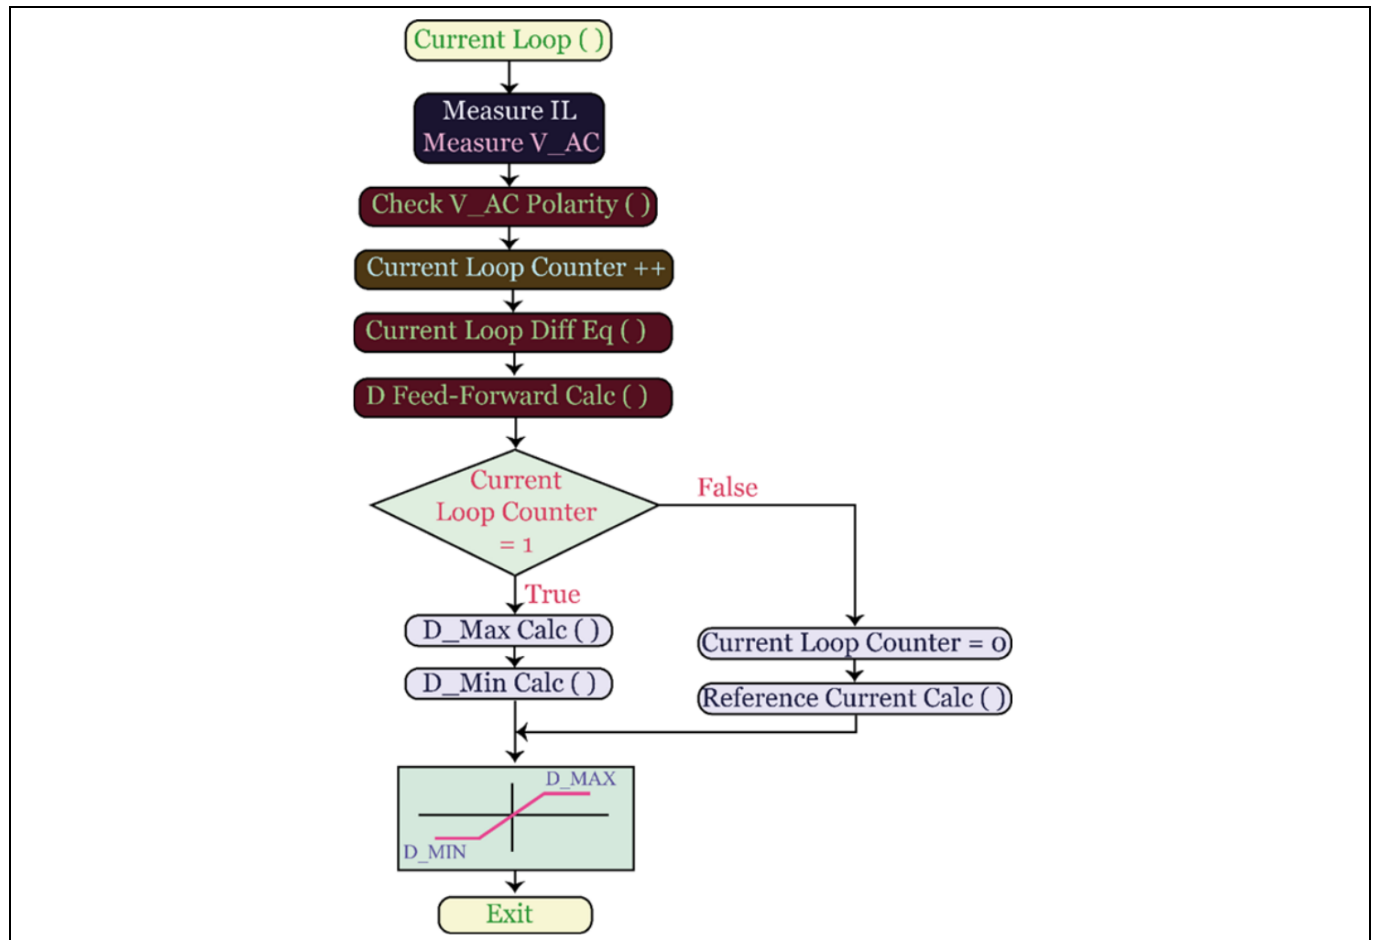 Current Loop ( )
Measure IL
Measure V_AC
Check V_AC Polarity ( )
Current Loop Counter ++
Current Loop Diff Eq ( )
D Feed-Forward Calc ( )
Current
Loop Counter
= 1
False
True
D_Max Calc ( )
D_Min Calc ( )
Current Loop Counter = 0
Reference Current Calc ( )
D_MAX
D_MIN
Exit